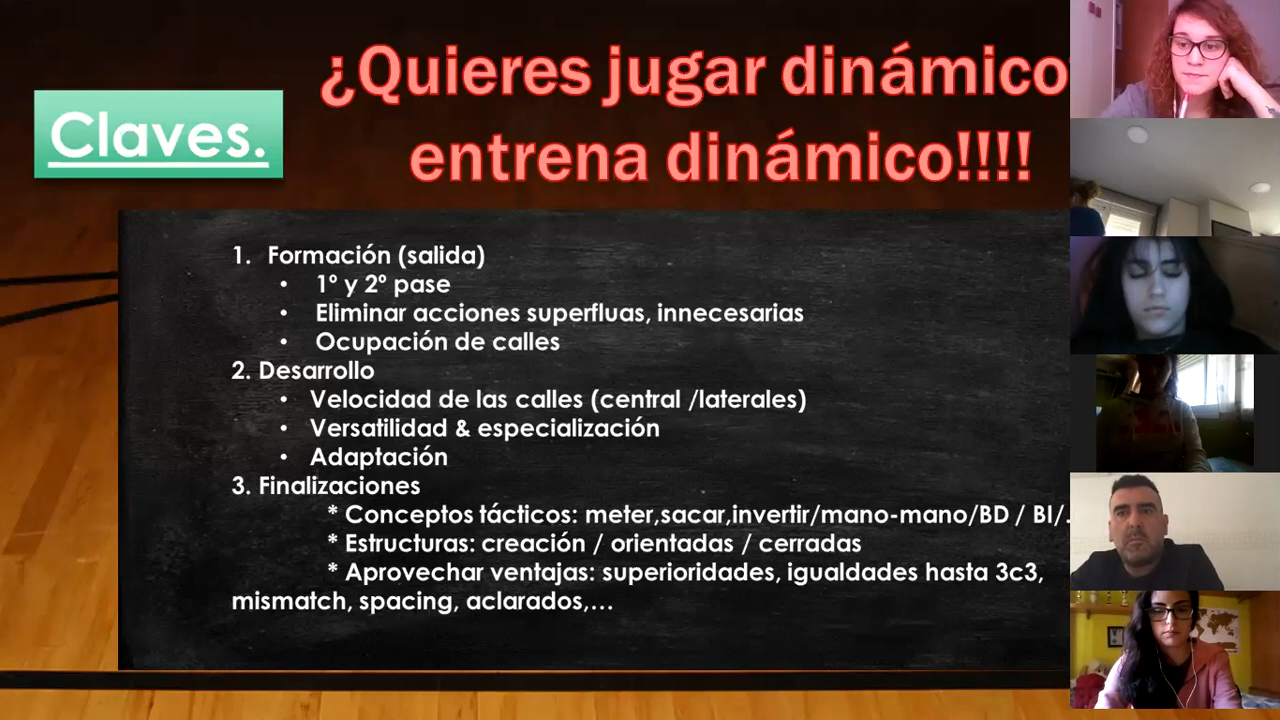 ¿Quieres jugar dinámico
entrena dinámico!!!!
Claves.
1. Formación (salida)
• 1º y 2º pase
• Eliminar acciones superfluas, innecesarias
• Ocupación de calles
2. Desarrollo
• Velocidad de las calles (central /laterales)
• Versatilidad & especialización
• Adaptación
3. Finalizaciones
* Conceptos tácticos: meter,sacar,invertir/mano-mano/BD / BI/.
* Estructuras: creación / orientadas / cerradas
* Aprovechar ventajas: superioridades, igualdades hasta 3c3,
mismatch, spacing, aclarados,…